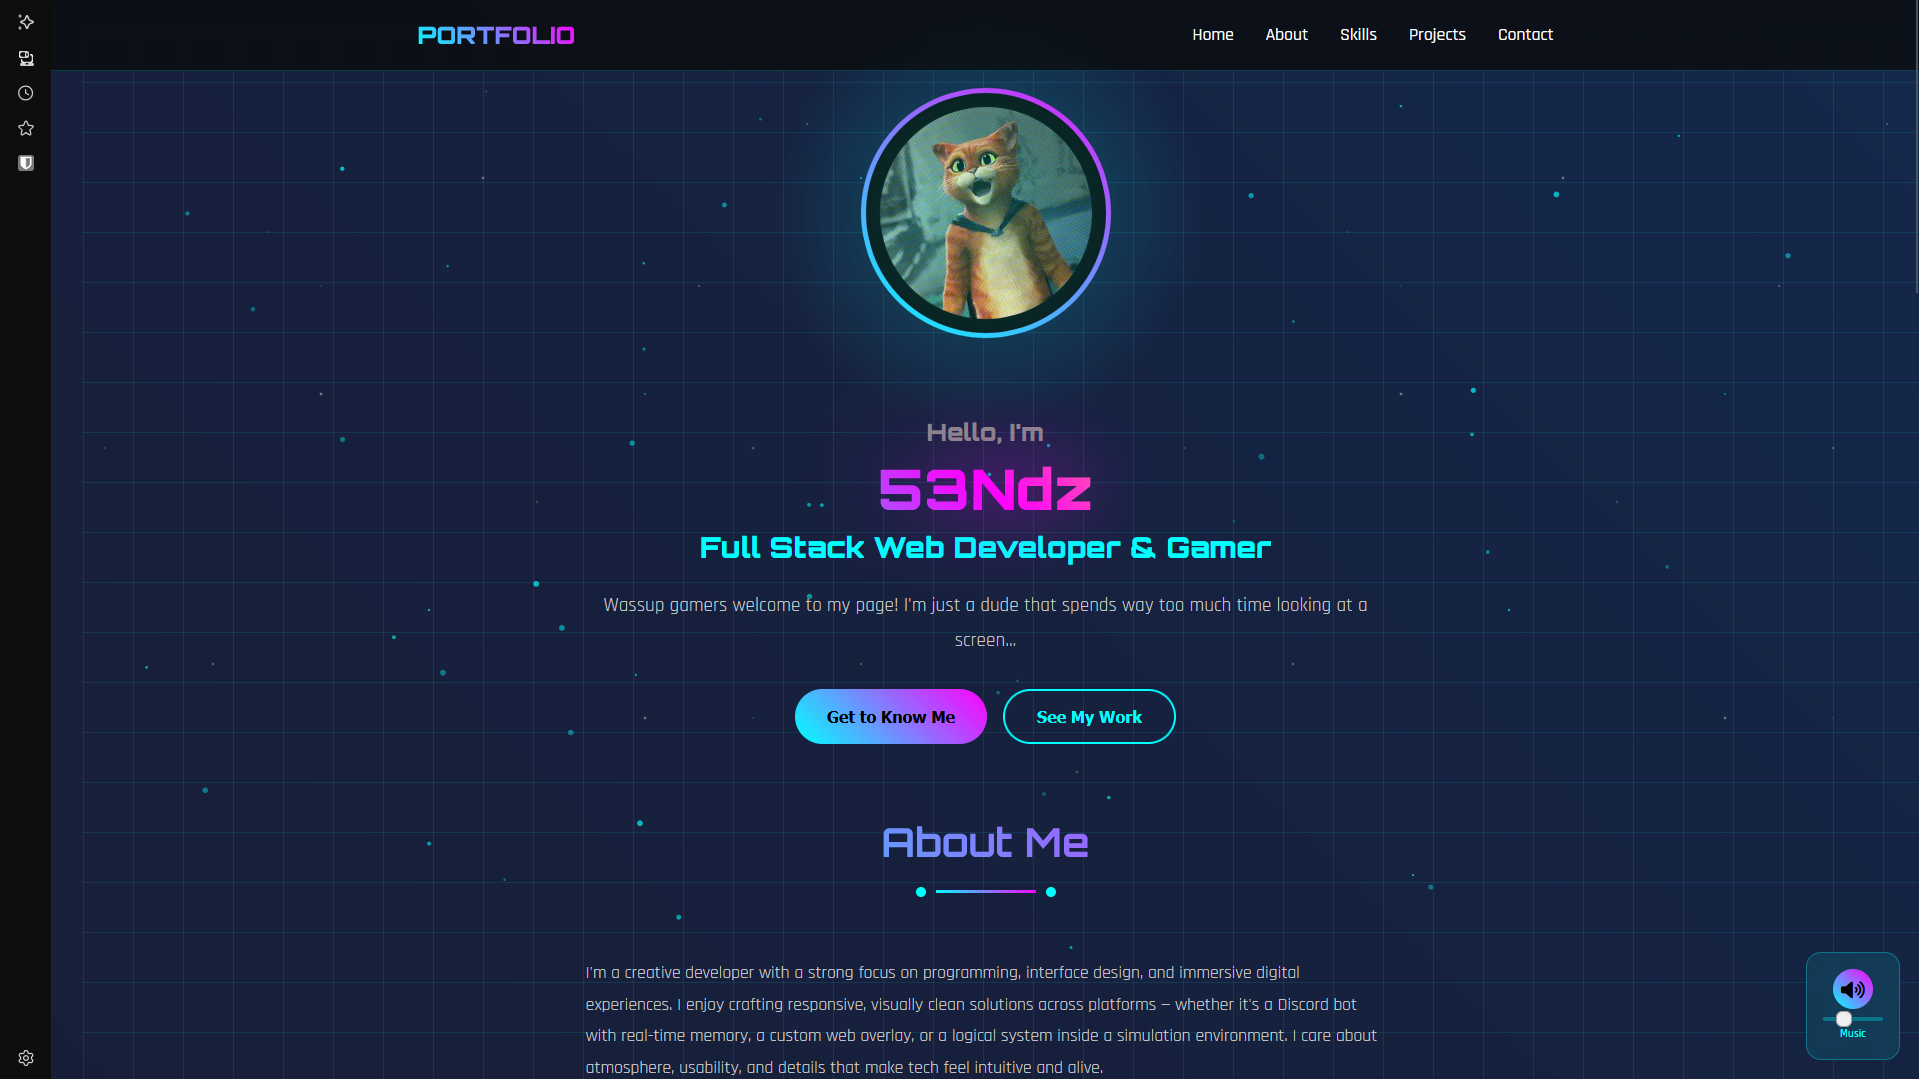 PORTFOLIO
Home About Skills Projects Contact
Hello, I'm
53Ndz
Full Stack Web Developer & Gamer
Wassup gamers welcome to my page! I'm just a dude that spends way too much time looking at a
screen...
Get to Know Me See My Work
About Me
I'm a creative developer with a strong focus on programming, interface design, and immersive digital
experiences. I enjoy crafting responsive, visually clean solutions across platforms – whether it's a Discord bot
with real-time memory, a custom web overlay, or a logical system inside a simulation environment. I care about
atmosphere, usability, and details that make tech feel intuitive and alive.
Music